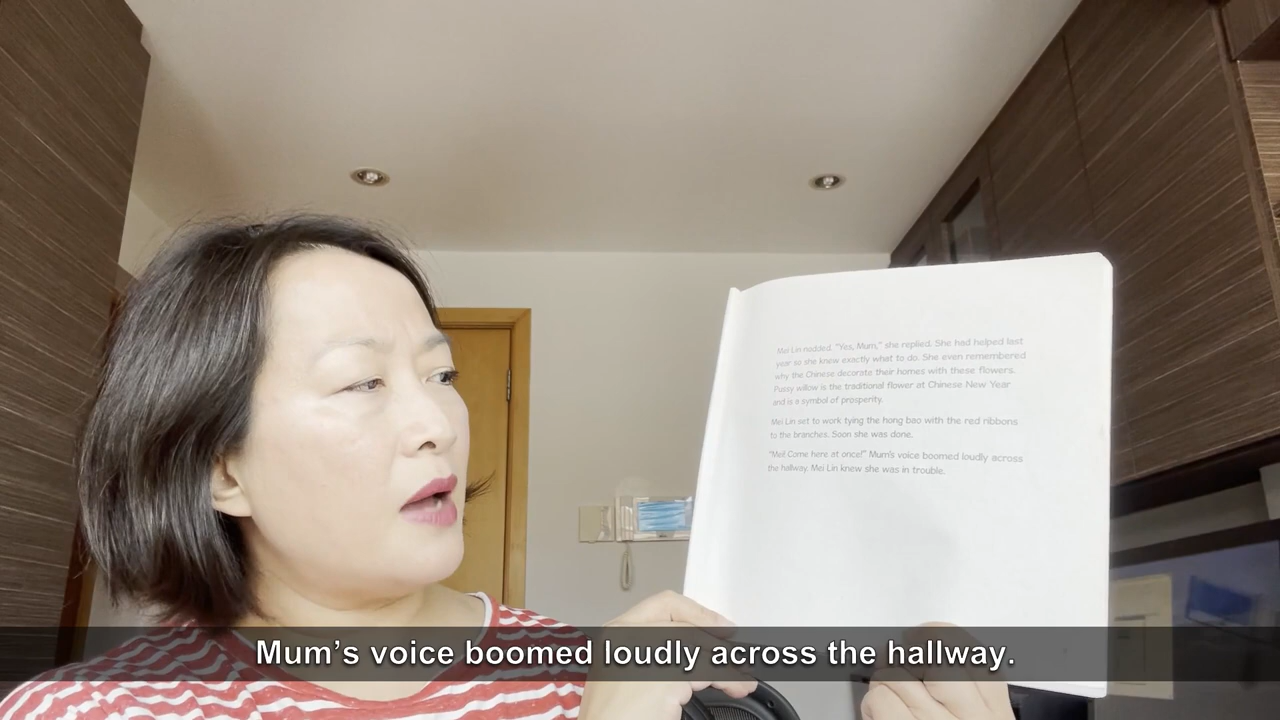 Mei Lin nodded. "Yes, Mum," she replied. She had helped last
year so she knew exactly what to do. She even remembered
why the Chinese decorate their homes with these flowers.
Pussy willow is the traditional flower at Chinese New Year
and is a symbol of prosperity.
Mei Lin set to work tying the hong bao with the red ribbons
to the branches. Soon she was done.
"Mei! Come here at once!" Mum's voice boomed loudly across
the hallway. Mei Lin knew she was in trouble.
Mum's voice boomed loudly across the hallway.